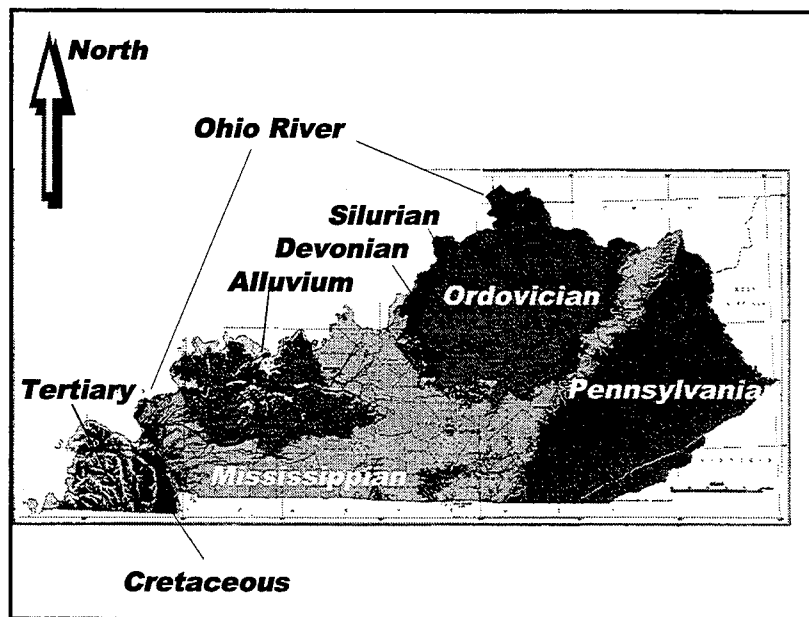 North
Ohio River
Silurian
Devonian
Alluvium
Ordovician
Tertiary
Pennsylvania
Mississippian
Cretaceous